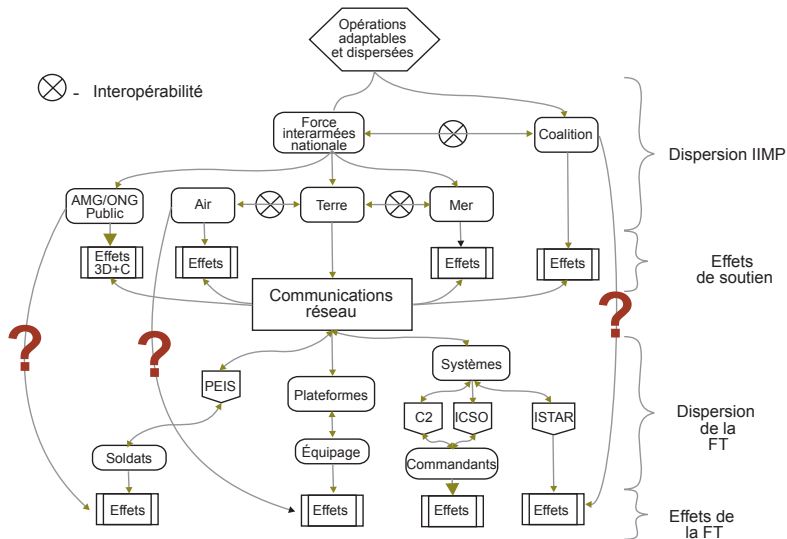 Opérations
adaptables
et dispersées
- Interopérabilité
Force
interarmées
nationale
Coalition
Dispersion IIMP
AMG/ONG
Public
Air
Terre
Mer
Effets
3D+C
Effets
Effets
Effets
Effets
de soutien
Communications
réseau
?
?
?
PEIS
Plateformes
Systèmes
C2
ICSO
ISTAR
Dispersion
de la
FT
Soldats
Équipage
Commandants
Effets
Effets
Effets
Effets
Effets de
la FT